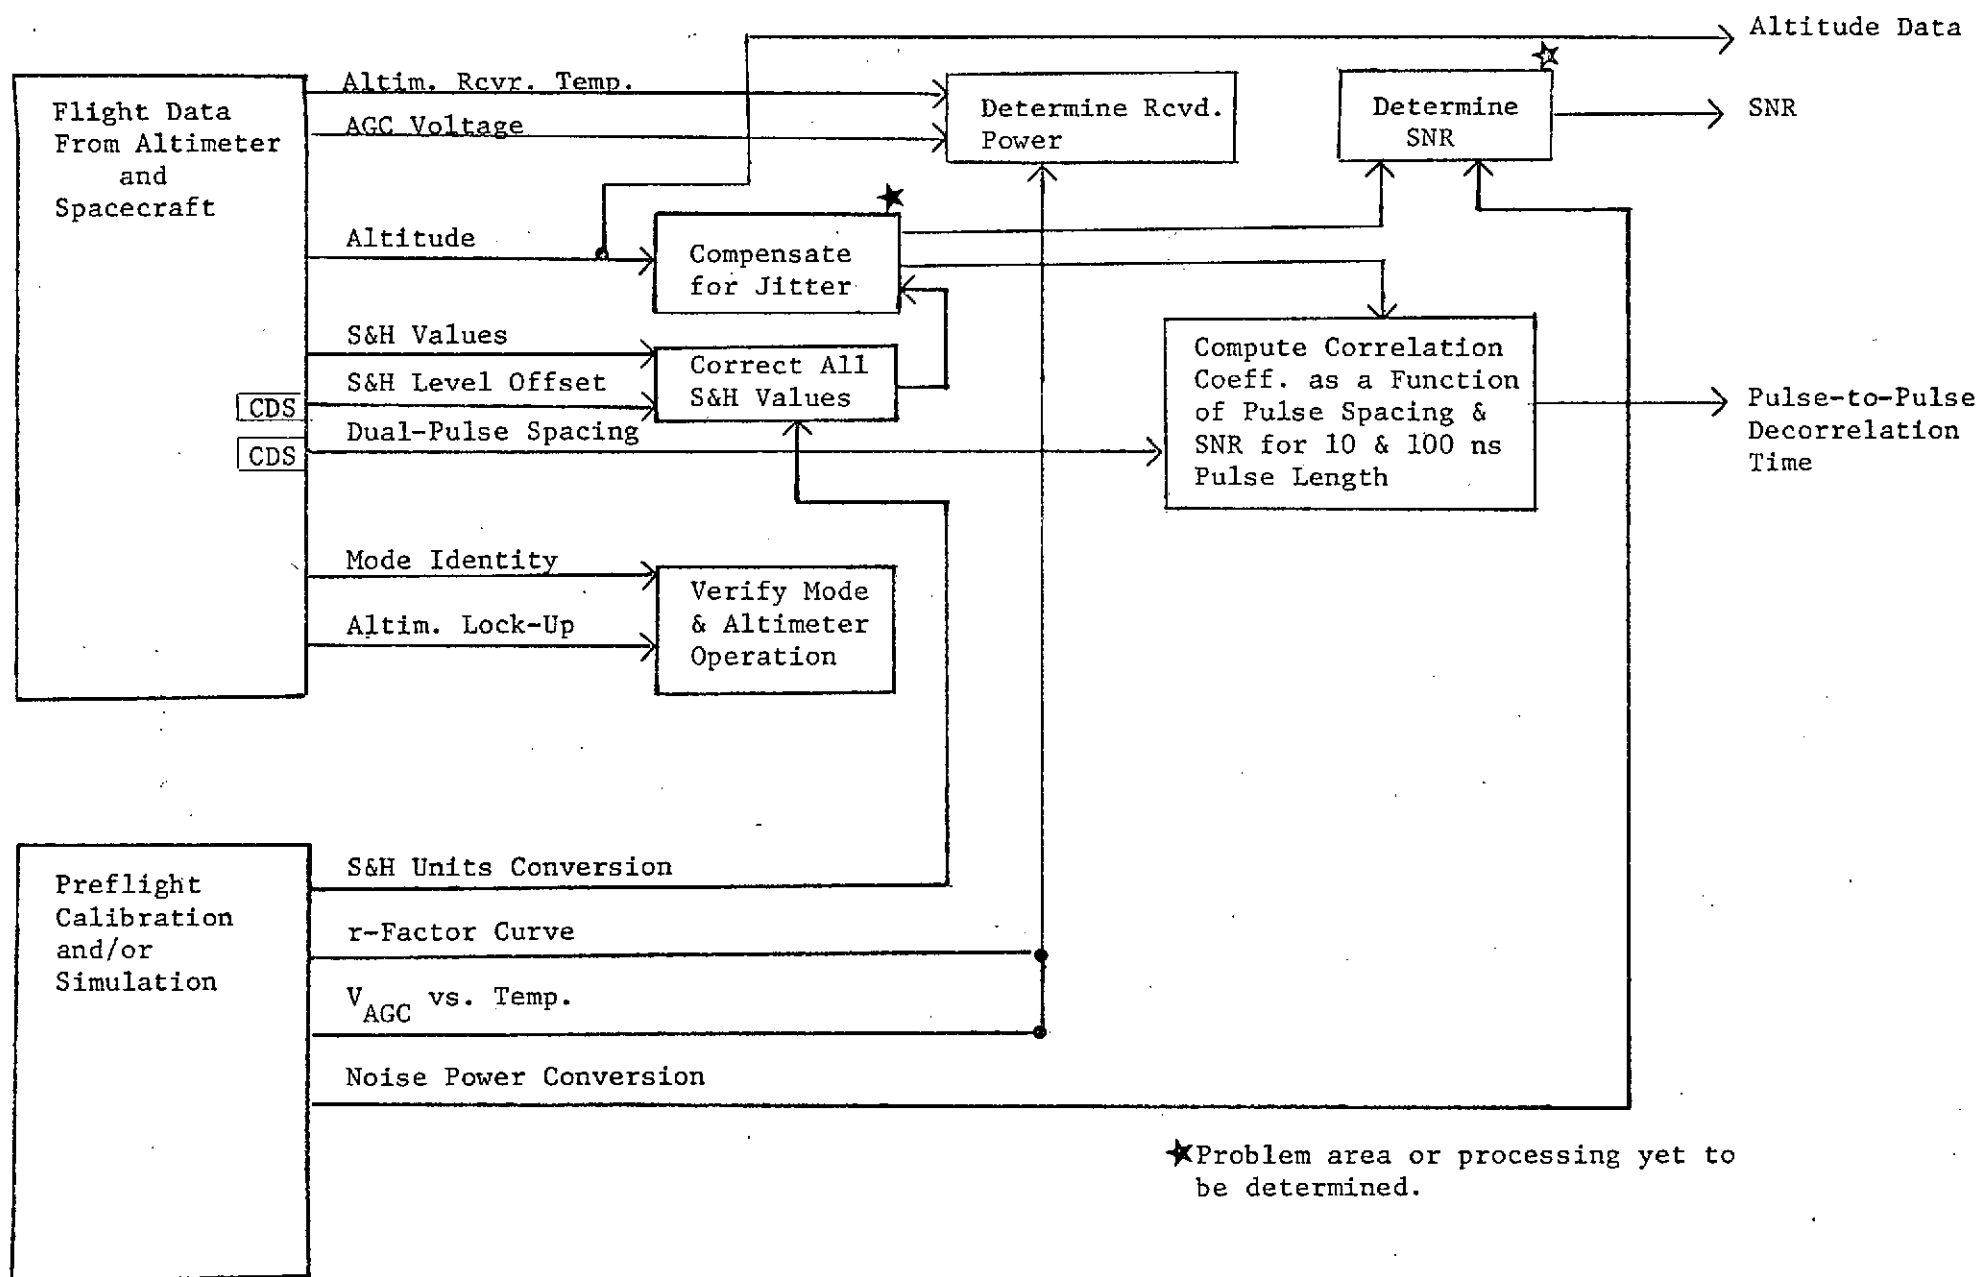 Altitude Data
Altim. Rcvr. Temp.
AGC Voltage
Flight Data
From Altimeter
and
Spacecraft
Determine Rcvd.
Power
Determine
SNR
SNR
Altitude
Compensate
for Jitter
S&H Values
S&H Level Offset
CDS
Dual-Pulse Spacing
CDS
Correct All
S&H Values
Compute Correlation
Coeff. as a Function
of Pulse Spacing &
SNR for 10 & 100 ns
Pulse Length
Pulse-to-Pulse
Decorrelation
Time
Mode Identity
Altim. Lock-Up
Verify Mode
& Altimeter
Operation
Preflight
Calibration
and/or
Simulation
S&H Units Conversion
r-Factor Curve
VAGC vs. Temp.
Noise Power Conversion
★Problem area or processing yet to
be determined.